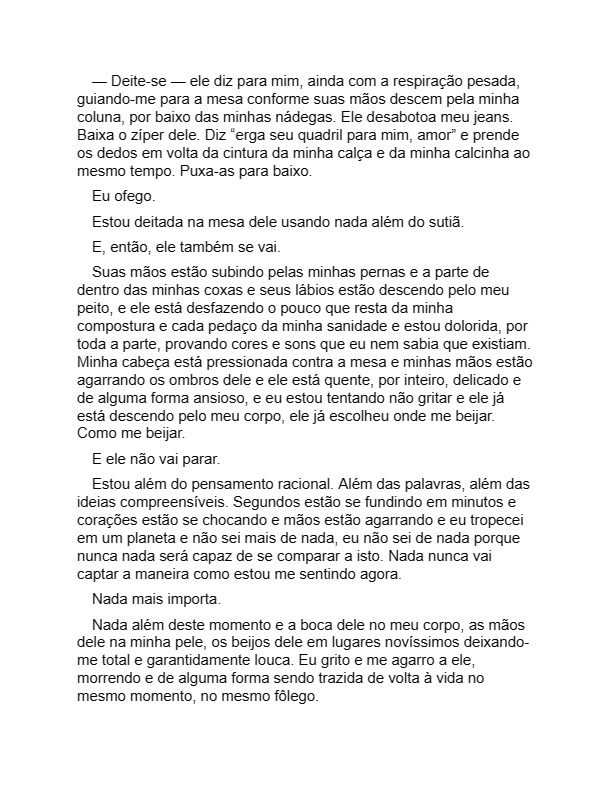 — Deite-se — ele diz para mim, ainda com a respiração pesada,
guiando-me para a mesa conforme suas mãos descem pela minha
coluna, por baixo das minhas nádegas. Ele desabotoa meu jeans.
Baixa o zíper dele. Diz “erga seu quadril para mim, amor” e prende
os dedos em volta da cintura da minha calça e da minha calcinha ao
mesmo tempo. Puxa-as para baixo.
Eu ofego.
Estou deitada na mesa dele usando nada além do sutiã.
E, então, ele também se vai.
Suas mãos estão subindo pelas minhas pernas e a parte de
dentro das minhas coxas e seus lábios estão descendo pelo meu
peito, e ele está desfazendo o pouco que resta da minha
compostura e cada pedaço da minha sanidade e estou dolorida, por
toda a parte, provando cores e sons que eu nem sabia que existiam.
Minha cabeça está pressionada contra a mesa e minhas mãos estão
agarrando os ombros dele e ele está quente, por inteiro, delicado e
de alguma forma ansioso, e eu estou tentando não gritar e ele já
está descendo pelo meu corpo, ele já escolheu onde me beijar.
Como me beijar.
E ele não vai parar.
Estou além do pensamento racional. Além das palavras, além das
ideias compreensíveis. Segundos estão se fundindo em minutos e
corações estão se chocando e mãos estão agarrando e eu tropecei
em um planeta e não sei mais de nada, eu não sei de nada porque
nunca nada será capaz de se comparar a isto. Nada nunca vai
captar a maneira como estou me sentindo agora.
Nada mais importa.
Nada além deste momento e a boca dele no meu corpo, as mãos
dele na minha pele, os beijos dele em lugares novíssimos deixando-
me total e garantidamente louca. Eu grito e me agarro a ele,
morrendo e de alguma forma sendo trazida de volta à vida no
mesmo momento, no mesmo fôlego.